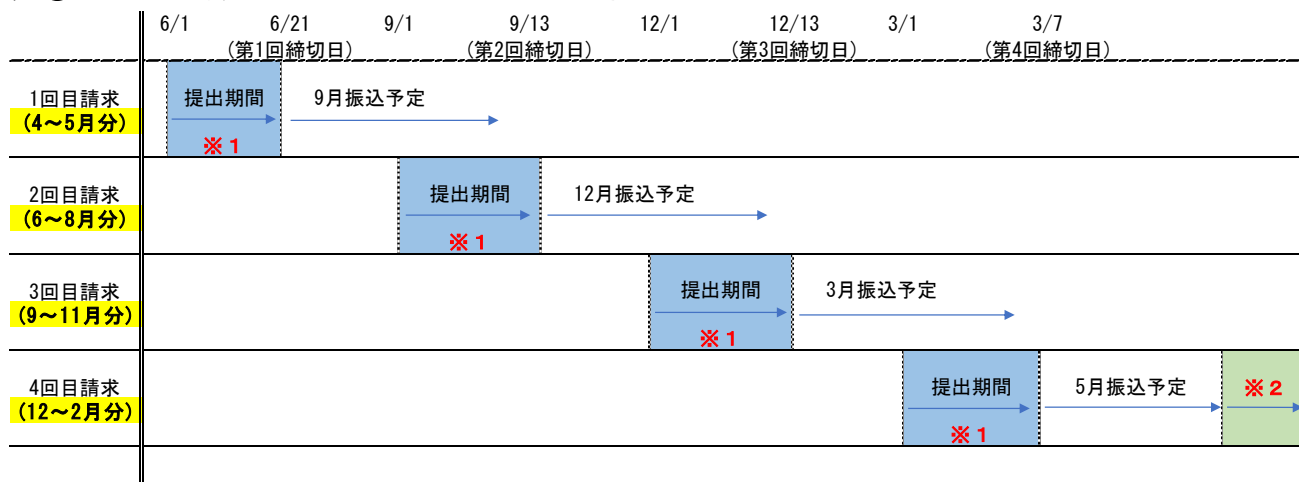 6/1 6/21 9/1 9/13 12/1 12/13 3/1 3/7
(第1回締切日) (第2回締切日) (第3回締切日) (第4回締切日)
1回目請求
(4～5月分)
提出期間 9月振込予定
※1
2回目請求
(6～8月分)
提出期間 12月振込予定
※1
3回目請求
(9～11月分)
提出期間 3月振込予定
※1
4回目請求
(12～2月分)
提出期間 5月振込予定 ※2
※1